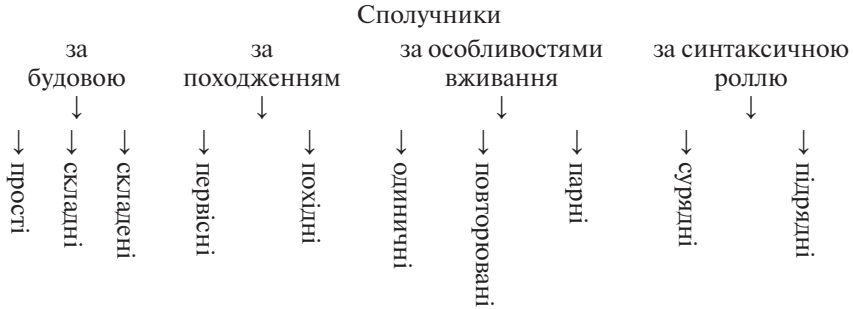 Сполучники
за будовою
за походженням
за особливостями вживання
за синтаксичною роллю
↓ ↓ ↓ ↓
→ прості
→ складні
→ складені
→ первісні
→ похідні
→ одиничні
→ повторювані
→ парні
→ сурядні
→ підрядні